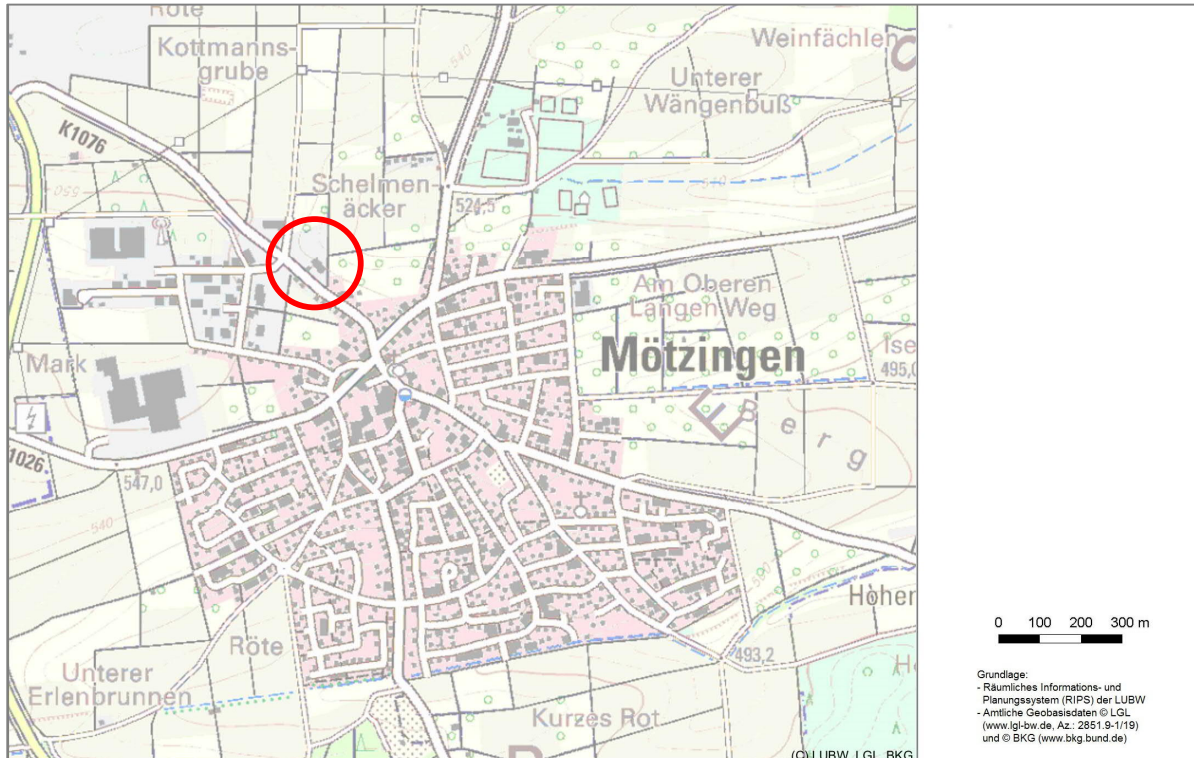 Röte
Kottmanns-
grube
Weinfächlen
Unterer
Wängenbuß
K1076
Schelmen-
äcker
524,5
Am Oberen
Langen Weg
Mötzingen
Mark
495,0
E
B e r g
1026
547,0
540
540
Höher
Röte
493,2
Unterer
Erlenbrunnen
Kurzes Rot
(C) LUBW, LGL, BKG
0 100 200 300 m
Grundlage:
- Räumliches Informations- und
Planungssystem (RIPS) der LUBW
- Amtliche Geobasisdaten © LGL
(www.lgl-bw.de, Az.: 2851.9-1/19)
und © BKG (www.bkg.bund.de)